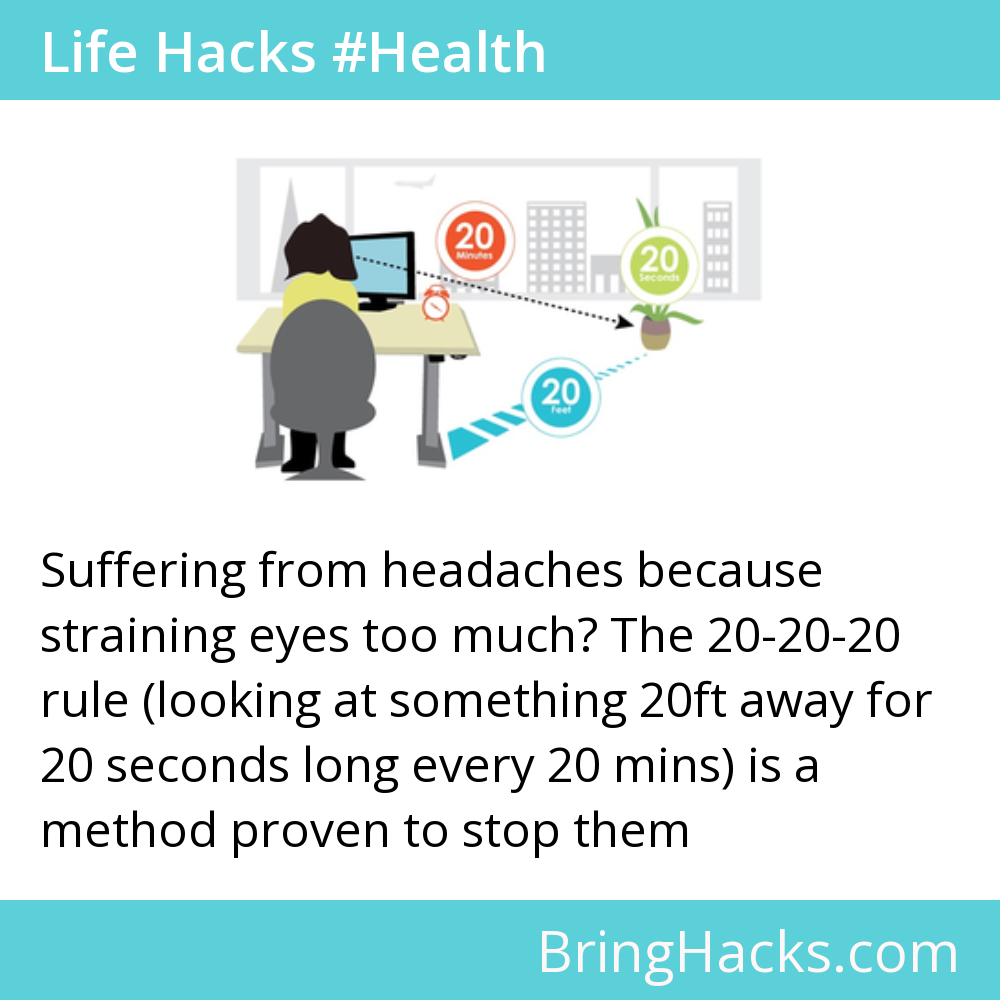 Life Hacks #Health
20
Minutes
20
Seconds
20
Feet
Suffering from headaches because
straining eyes too much? The 20-20-20
rule (looking at something 20ft away for
20 seconds long every 20 mins) is a
method proven to stop them
BringHacks.com